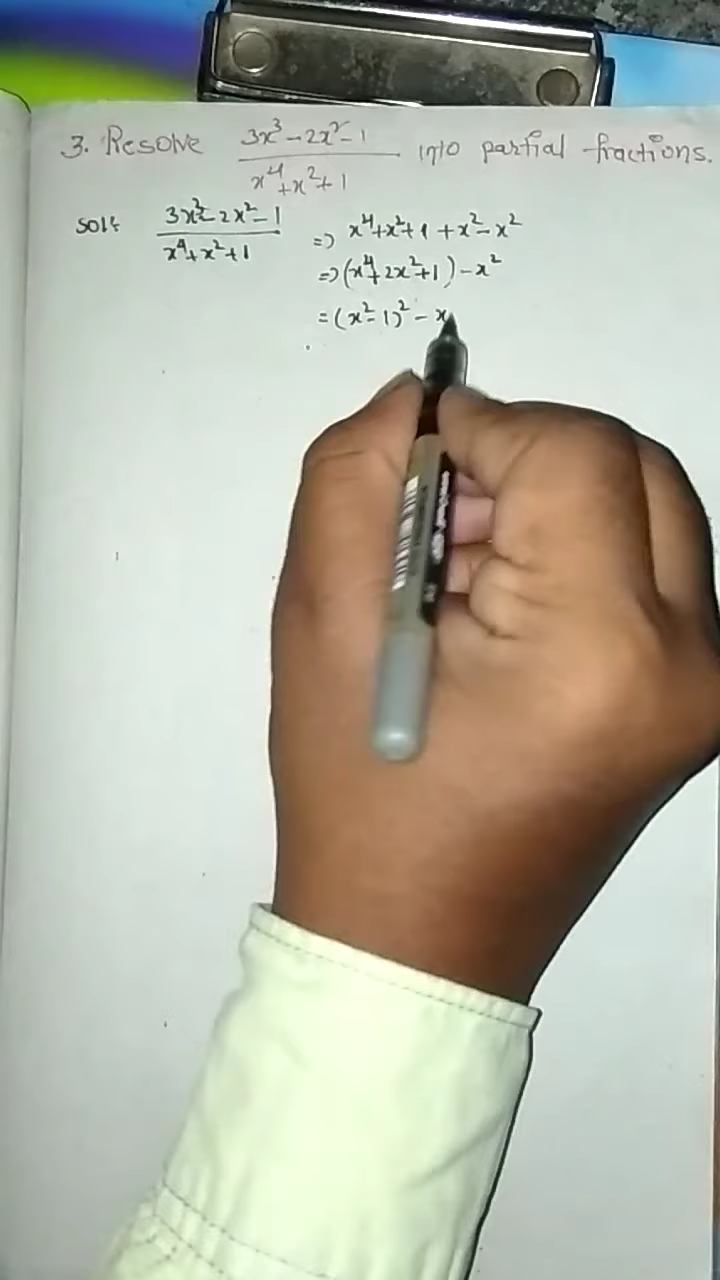 3. Resolve 3x³-2x²-1 / x⁴+x²+1 into partial fractions.
Sol: 3x²-2x²-1 / x⁴+x²+1 => x⁴+x²+1+x²-x²
=> (x⁴+2x²+1)-x²
= (x²-1)²-x